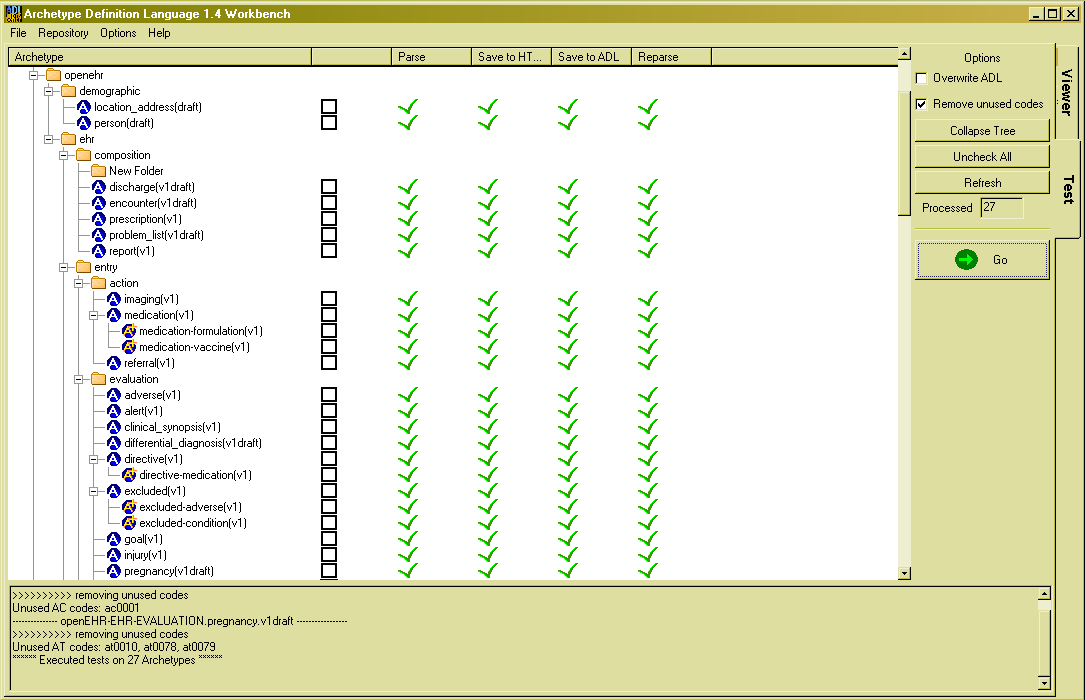 Archetype Definition Language 1.4 Workbench
File Repository Options Help
Archetype Parse Save to HT... Save to ADL Reparse
openehr
demographic
location_address(draft)
person(draft)
ehr
composition
New Folder
discharge(v1draft)
encounter(v1draft)
prescription(v1)
problem_list(v1draft)
report(v1)
entry
action
imaging(v1)
medication(v1)
medication-formulation(v1)
medication-vaccine(v1)
referral(v1)
evaluation
adverse(v1)
alert(v1)
clinical_synopsis(v1)
differential_diagnosis(v1draft)
directive(v1)
directive-medication(v1)
excluded(v1)
excluded-adverse(v1)
excluded-condition(v1)
goal(v1)
injury(v1)
pregnancy(v1draft)
Options
Overwrite ADL
Remove unused codes
Collapse Tree
Uncheck All
Refresh
Processed 27
Go
Viewer
Test
>>>>>>>>>> removing unused codes
Unused AC codes: ac0001
-------------- openEHR-EHR-EVALUATION.pregnancy.v1draft ----------------
>>>>>>>>>> removing unused codes
Unused AT codes: at0010, at0078, at0079
****** Executed tests on 27 Archetypes ******